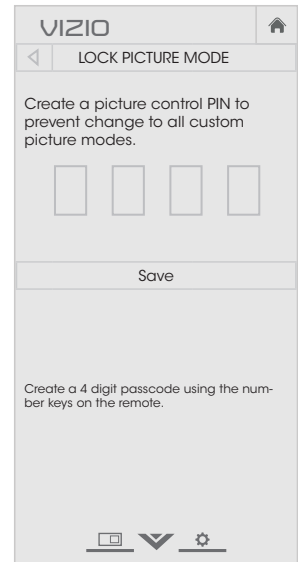 VIZIO
LOCK PICTURE MODE
Create a picture control PIN to
prevent change to all custom
picture modes.
Save
Create a 4 digit passcode using the num-
ber keys on the remote.